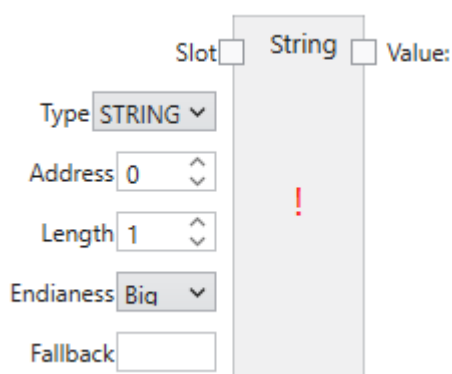 Slot String Value:
Type STRING
Address 0
Length 1
!
Endianess Big
Fallback